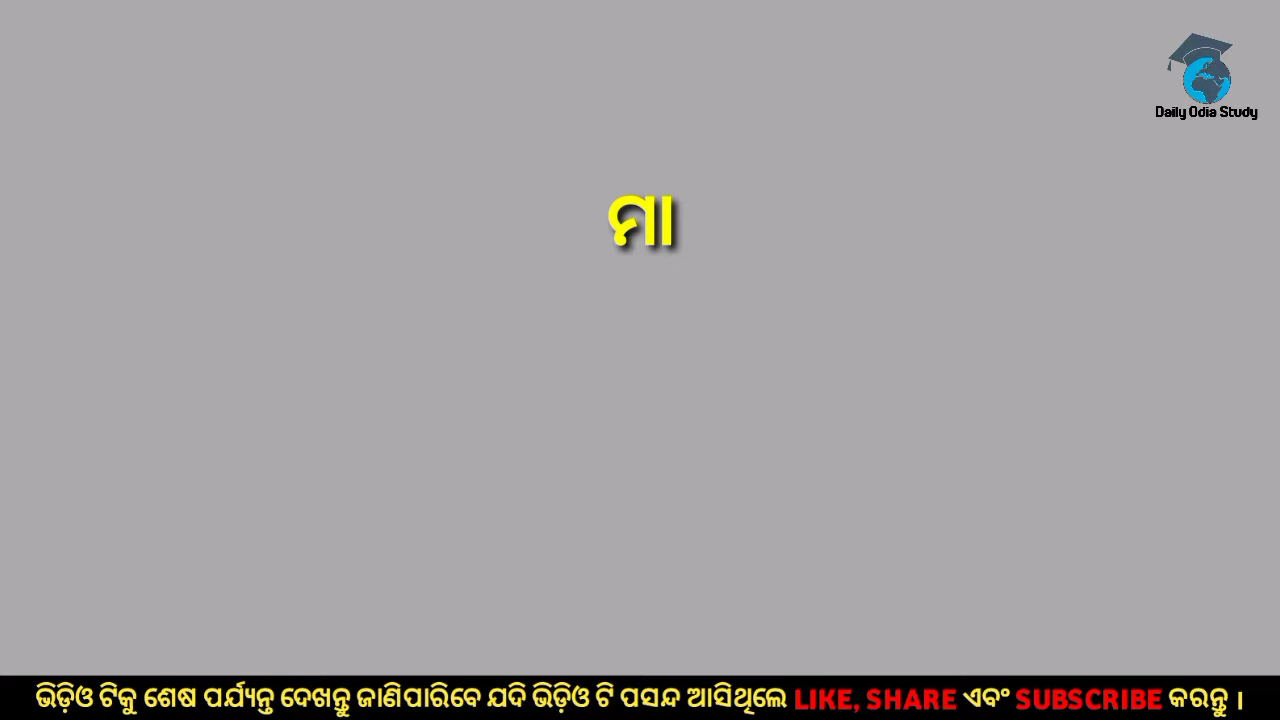 Daily Odia Study
ମା
ଭିଡ଼ିଓ ଟିକୁ ଶେଷ ପର୍ଯ୍ୟନ୍ତ ଦେଖନ୍ତୁ ଜାଣିପାରିବେ ଯଦି ଭିଡ଼ିଓ ଟି ପସନ୍ଦ ଆସିଥିଲେ LIKE, SHARE ଏବଂ SUBSCRIBE କରନ୍ତୁ ।